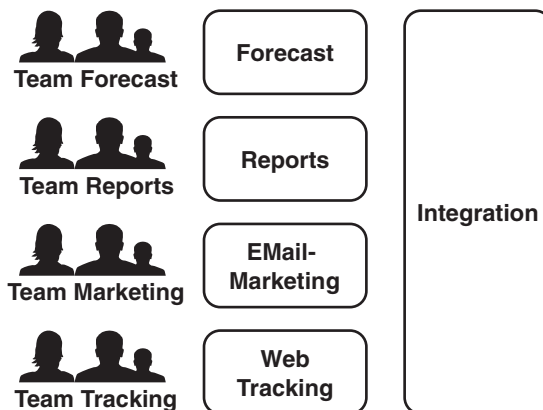 Team Forecast
Forecast
Team Reports
Reports
Team Marketing
EMail-
Marketing
Team Tracking
Web
Tracking
Integration